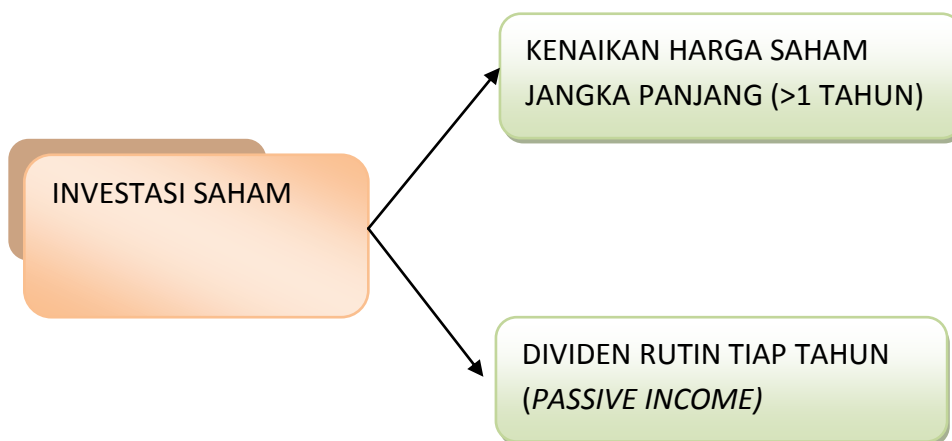 KENAIKAN HARGA SAHAM
JANGKA PANJANG (>1 TAHUN)
INVESTASI SAHAM
DIVIDEN RUTIN TIAP TAHUN
(PASSIVE INCOME)